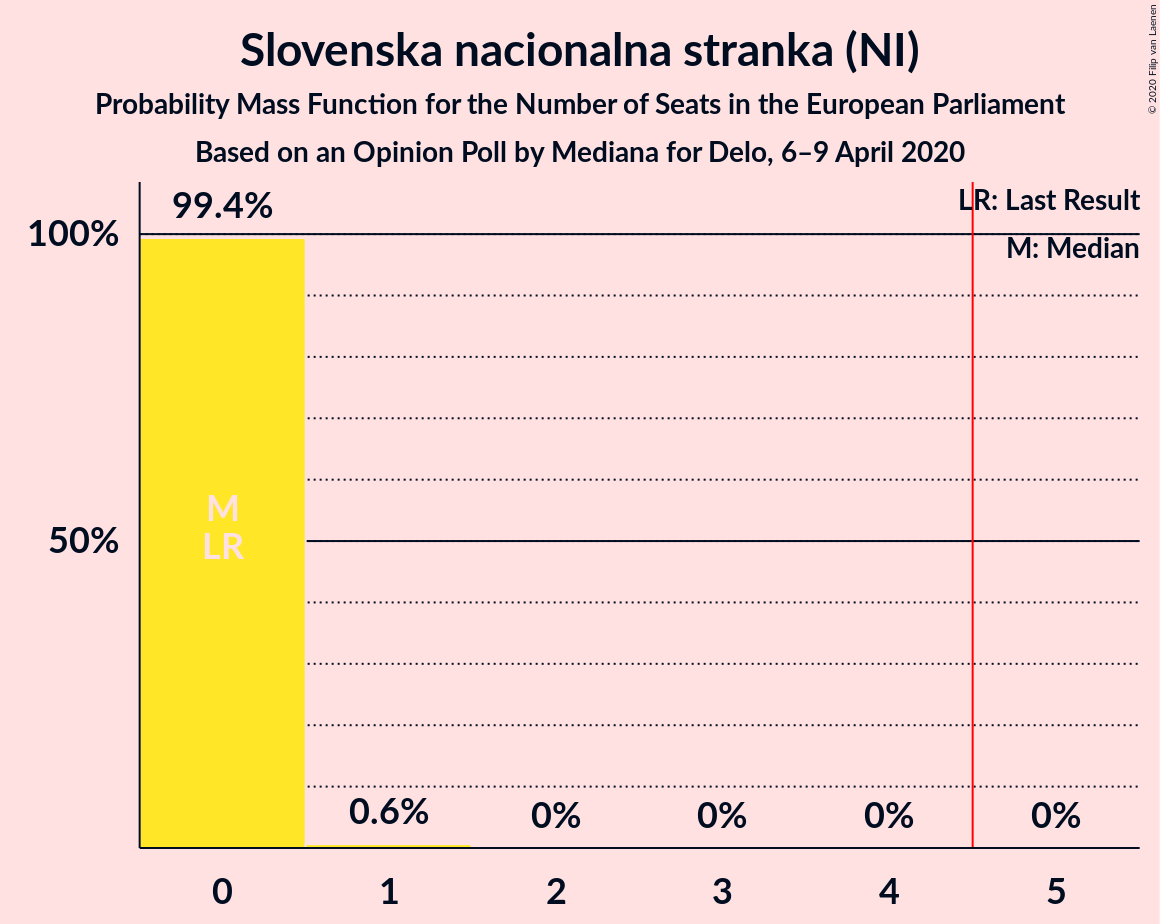 Slovenska nacionalna stranka (NI)
Probability Mass Function for the Number of Seats in the European Parliament
Based on an Opinion Poll by Mediana for Delo, 6–9 April 2020
© 2020 Filip van Laenen
LR: Last Result
M: Median
99.4%
100%
M
LR
50%
0.6%
0%
0%
0%
0%
0
1
2
3
4
5